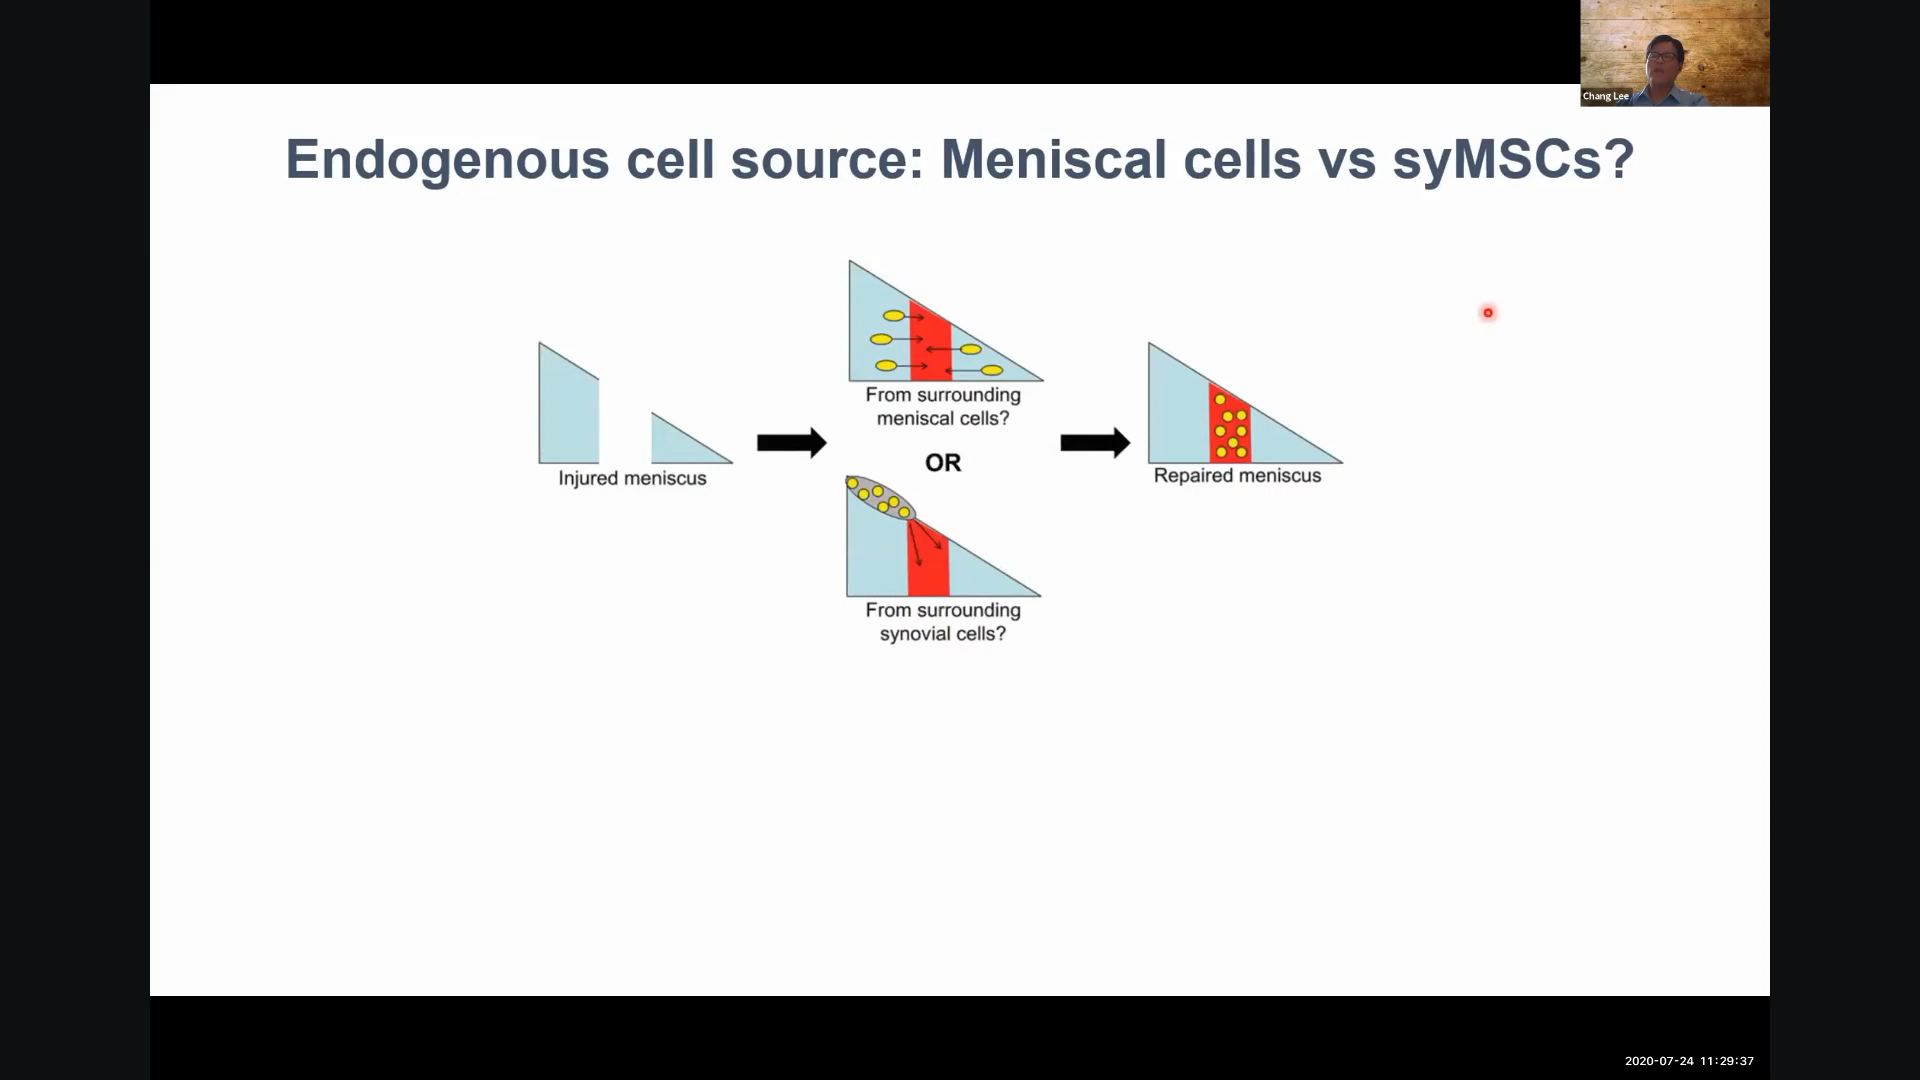 Chang Lee
Endogenous cell source: Meniscal cells vs syMSCs?
Injured meniscus
From surrounding
meniscal cells?
OR
From surrounding
synovial cells?
Repaired meniscus
2020-07-24 11:29:37